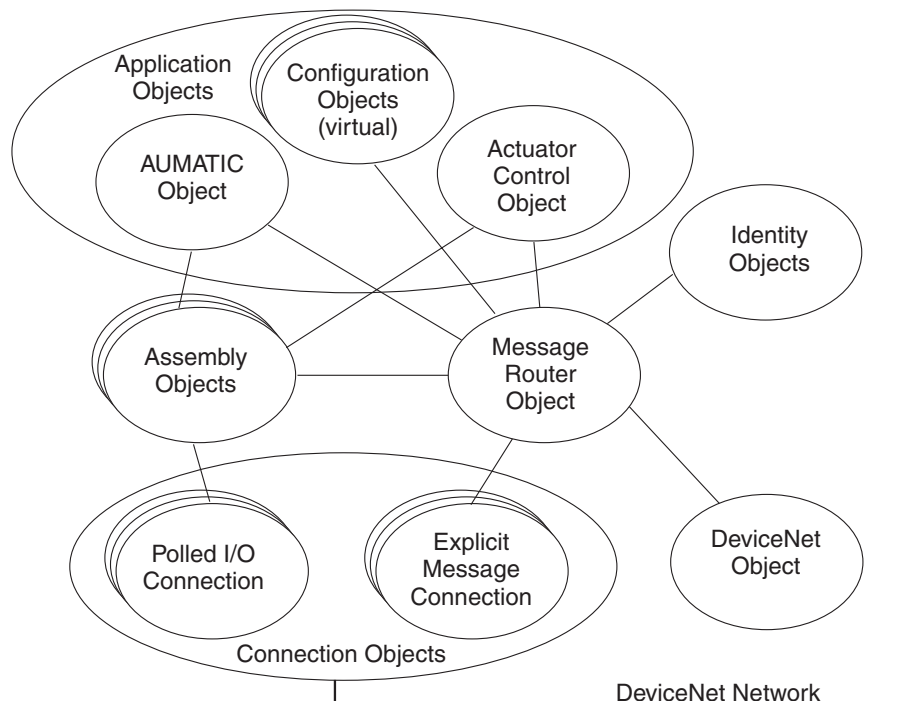 Application
Objects
Configuration
Objects
(virtual)
AUMATIC
Object
Actuator
Control
Object
Identity
Objects
Assembly
Objects
Message
Router
Object
Polled I/O
Connection
Explicit
Message
Connection
DeviceNet
Object
Connection Objects
DeviceNet Network